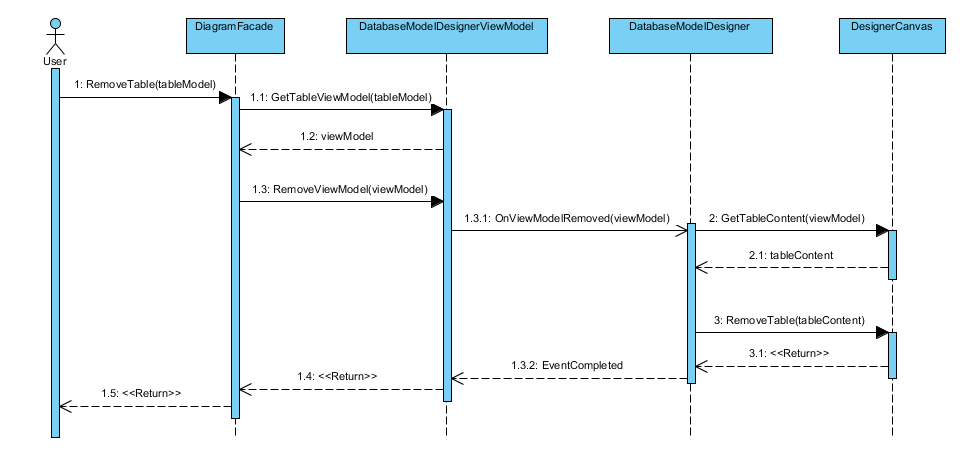 DiagramFacade
DatabaseModelDesignerViewModel
DatabaseModelDesigner
DesignerCanvas
User
1: RemoveTable(tableModel)
1.1: GetTableViewModel(tableModel)
1.2: viewModel
1.3: RemoveViewModel(viewModel)
1.3.1: OnViewModelRemoved(viewModel)
2: GetTableContent(viewModel)
2.1: tableContent
3: RemoveTable(tableContent)
3.1: <<Return>>
1.3.2: EventCompleted
1.4: <<Return>>
1.5: <<Return>>